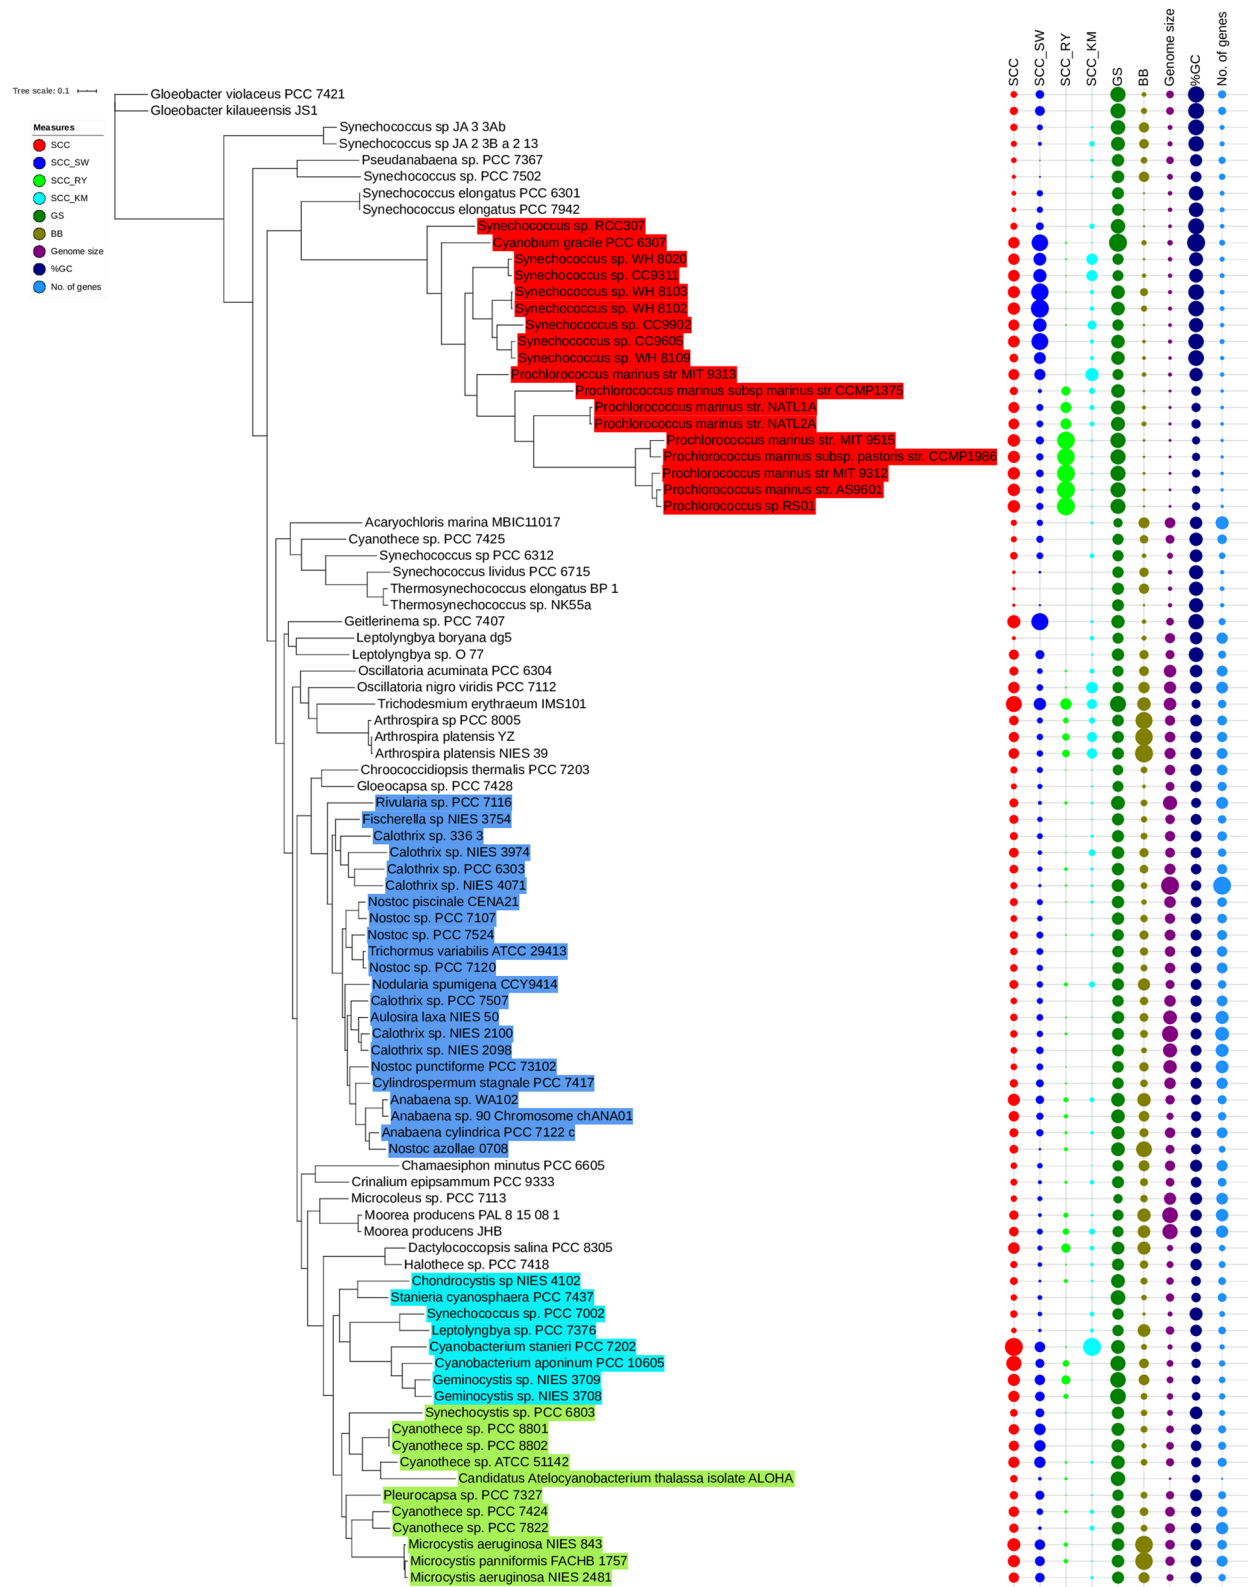 SCC
SCC_SW
SCC_RY
SCC_KM
GS
BB
Genome size
%GC
No. of genes
Tree scale: 0.1
Measures
SCC
SCC_SW
SCC_RY
SCC_KM
GS
BB
Genome size
%GC
No. of genes
Gloeobacter violaceus PCC 7421
Gloeobacter kilaueensis JS1
Synechococcus sp JA 3 3Ab
Synechococcus sp JA 2 3B a 2 13
Pseudanabaena sp. PCC 7367
Synechococcus sp. PCC 7502
Synechococcus elongatus PCC 6301
Synechococcus elongatus PCC 7942
Synechococcus sp. RCC307
Cyanobium gracile PCC 6307
Synechococcus sp. WH 8020
Synechococcus sp. CC9311
Synechococcus sp. WH 8103
Synechococcus sp. WH 8102
Synechococcus sp. CC9902
Synechococcus sp. CC9605
Synechococcus sp. WH 8109
Prochlorococcus marinus str MIT 9313
Prochlorococcus marinus subsp marinus str CCMP1375
Prochlorococcus marinus str. NATL1A
Prochlorococcus marinus str. NATL2A
Prochlorococcus marinus str. MIT 9515
Prochlorococcus marinus subsp. pastoris str. CCMP1986
Prochlorococcus marinus str MIT 9312
Prochlorococcus marinus str. AS9601
Prochlorococcus sp RS01
Acaryochloris marina MBIC11017
Cyanothece sp. PCC 7425
Synechococcus sp PCC 6312
Synechococcus lividus PCC 6715
Thermosynechococcus elongatus BP 1
Thermosynechococcus sp. NK55a
Geitlerinema sp. PCC 7407
Leptolyngbya boryana dg5
Leptolyngbya sp. O 77
Oscillatoria acuminata PCC 6304
Oscillatoria nigro viridis PCC 7112
Trichodesmium erythraeum IMS101
Arthrospira sp PCC 8005
Arthrospira platensis YZ
Arthrospira platensis NIES 39
Chroococcidiopsis thermalis PCC 7203
Gloeocapsa sp. PCC 7428
Rivularia sp. PCC 7116
Fischerella sp NIES 3754
Calothrix sp. 336 3
Calothrix sp. NIES 3974
Calothrix sp. PCC 6303
Calothrix sp. NIES 4071
Nostoc piscinale CENA21
Nostoc sp. PCC 7107
Nostoc sp. PCC 7524
Trichormus variabilis ATCC 29413
Nostoc sp. PCC 7120
Nodularia spumigena CCY9414
Calothrix sp. PCC 7507
Aulosira laxa NIES 50
Calothrix sp. NIES 2100
Calothrix sp. NIES 2098
Nostoc punctiforme PCC 73102
Cylindrospermum stagnale PCC 7417
Anabaena sp. WA102
Anabaena sp. 90 Chromosome chANA01
Anabaena cylindrica PCC 7122 c
Nostoc azollae 0708
Chamaesiphon minutus PCC 6605
Crinalium epipsammum PCC 9333
Microcoleus sp. PCC 7113
Moorea producens PAL 8 15 08 1
Moorea producens JHB
Dactylococcopsis salina PCC 8305
Halothece sp. PCC 7418
Chondrocystis sp NIES 4102
Stanieria cyanosphaera PCC 7437
Synechococcus sp. PCC 7002
Leptolyngbya sp. PCC 7376
Cyanobacterium stanieri PCC 7202
Cyanobacterium aponinum PCC 10605
Geminocystis sp. NIES 3709
Geminocystis sp. NIES 3708
Synechocystis sp. PCC 6803
Cyanothece sp. PCC 8801
Cyanothece sp. PCC 8802
Cyanothece sp. ATCC 51142
Candidatus Atelocyanobacterium thalassa isolate ALOHA
Pleurocapsa sp. PCC 7327
Cyanothece sp. PCC 7424
Cyanothece sp. PCC 7822
Microcystis aeruginosa NIES 843
Microcystis panniformis FACHB 1757
Microcystis aeruginosa NIES 2481